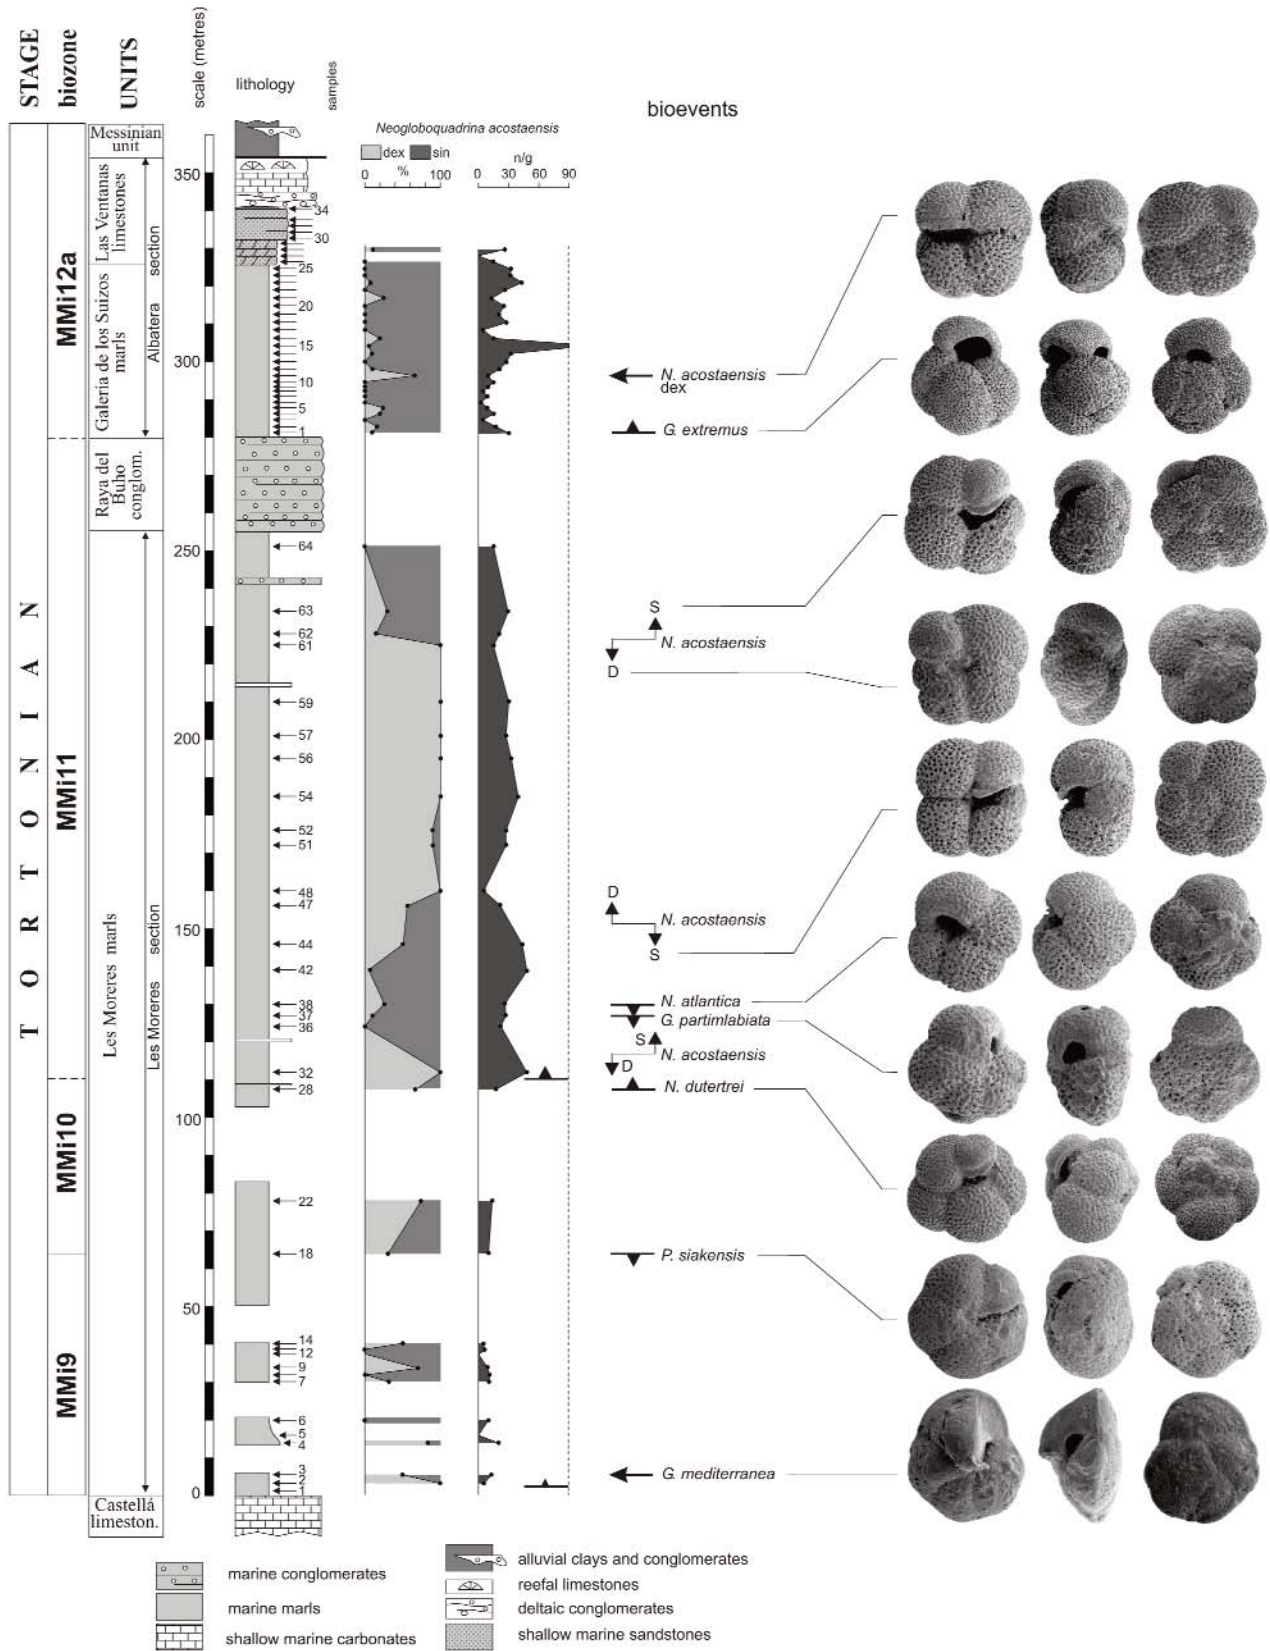 STAGE
biozone
UNITS
scale (metres)
lithology
samples
bioevents
Neogloboquadrina acostaensis
dex sin
%
n/g
0 100
0 30 60 90
TORTONIAN
MMi12a
MMi11
MMi10
MMi9
Messinian
unit
Las Ventanas
limestones
Galería de los Suizos
marls
Raya del
Buho
conglom.
Les Moreres marls
Castellá
limeston.
Albatera section
Les Moreres section
350
300
250
200
150
100
50
0
34
30
25
20
15
10
5
1
64
63
62
61
59
57
56
54
52
51
48
47
44
42
38
37
36
32
28
22
18
14
12
9
7
6
5
4
3
2
1
N. acostaensis
dex
G. extremus
S
N. acostaensis
D
D
N. acostaensis
S
N. atlantica
G. partimlabiata
S
N. acostaensis
D
N. dutertrei
P. siakensis
G. mediterranea
marine conglomerates
marine marls
shallow marine carbonates
alluvial clays and conglomerates
reefal limestones
deltaic conglomerates
shallow marine sandstones